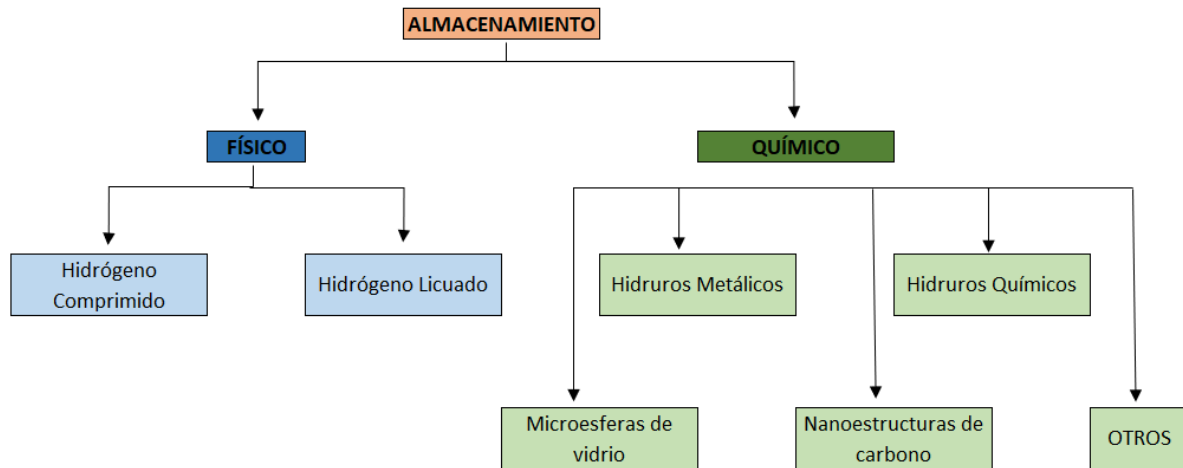 ALMACENAMIENTO
FÍSICO
QUÍMICO
Hidrógeno
Comprimido
Hidrógeno Licuado
Hidruros Metálicos
Hidruros Químicos
Microesferas de
vidrio
Nanoestructuras de
carbono
OTROS